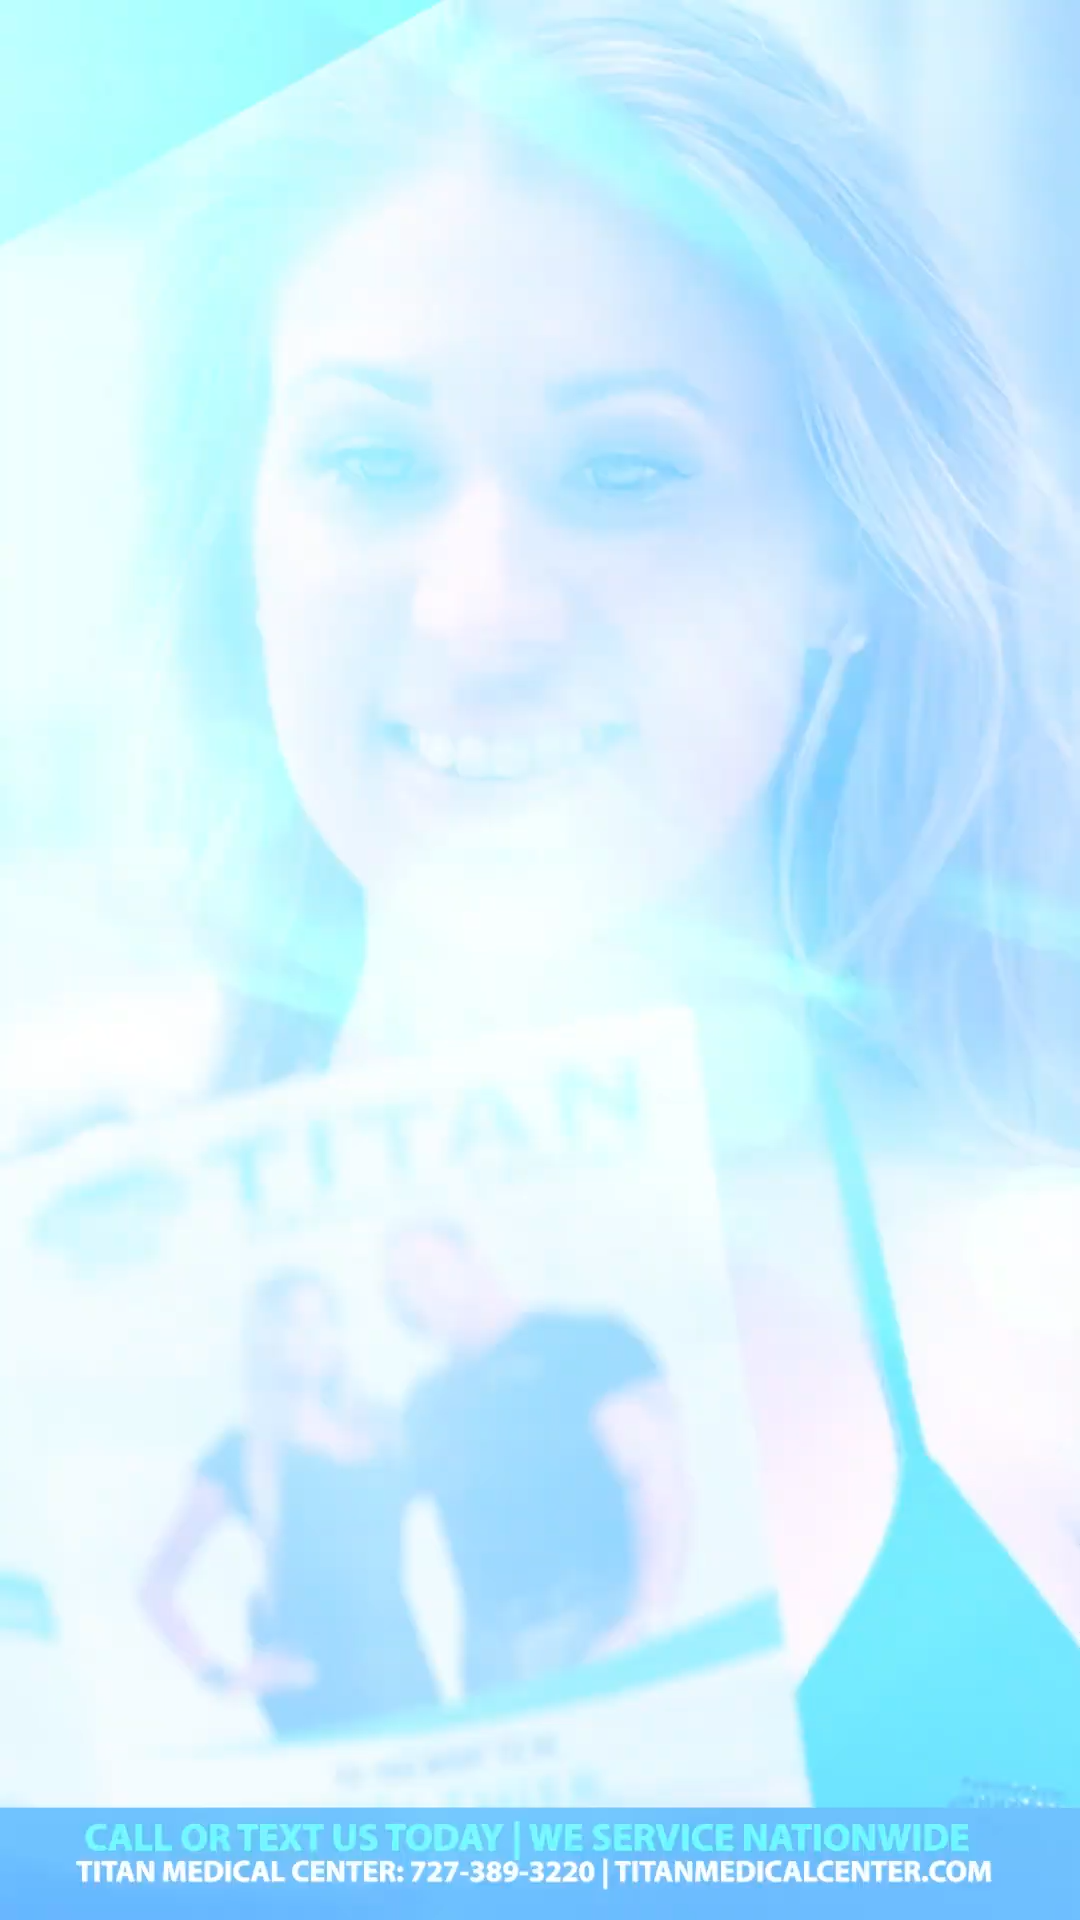 TITAN
CALL OR TEXT US TODAY | WE SERVICE NATIONWIDE
TITAN MEDICAL CENTER: 727-389-3220 | TITANMEDICALCENTER.COM